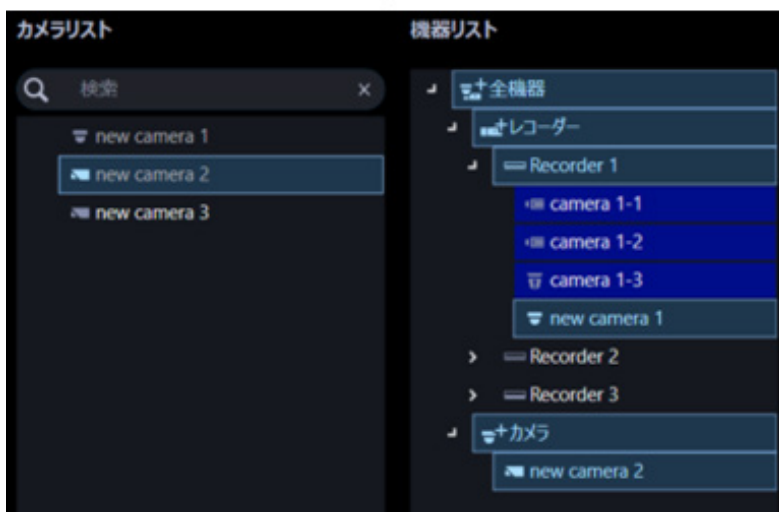 カメラリスト
検索
new camera 1
new camera 2
new camera 3
機器リスト
全機器
レコーダー
Recorder 1
camera 1-1
camera 1-2
camera 1-3
new camera 1
Recorder 2
Recorder 3
カメラ
new camera 2